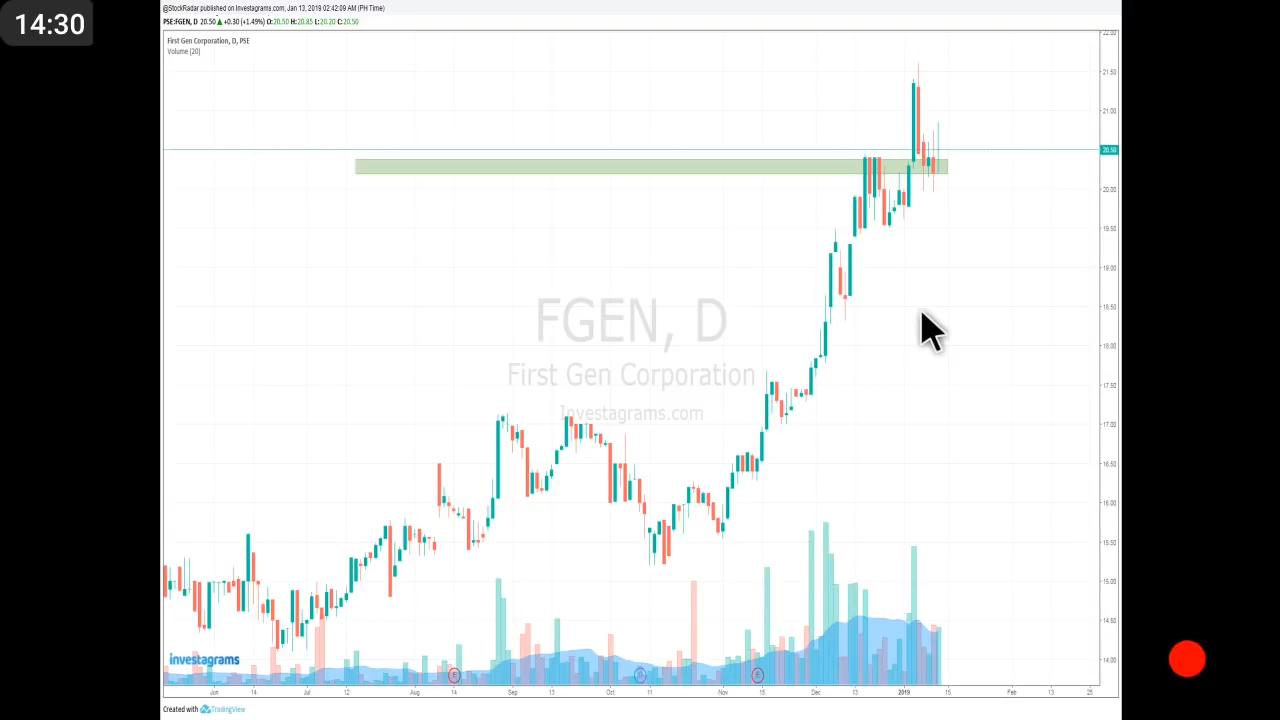 14:30
@StockRadar published on Investagrams.com, Jan 13, 2019 02:42:09 AM (PH Time)
PSE:FGEN, D 20.50▲+0.30 (+1.49%) O:20.50 H:20.85 L:20.20 C:20.50
First Gen Corporation, D, PSE
Volume (20)
22.00
21.50
21.00
20.50
20.00
19.50
19.00
18.50
18.00
17.50
17.00
16.50
16.00
15.50
15.00
14.50
14.00
FGEN, D
First Gen Corporation
Investagrams.com
investagrams
E D E
Jun 14 Jul 12 Aug 14 Sep 13 Oct 11 Nov 15 Dec 13 2019 15 Feb 13 25
Created with TradingView